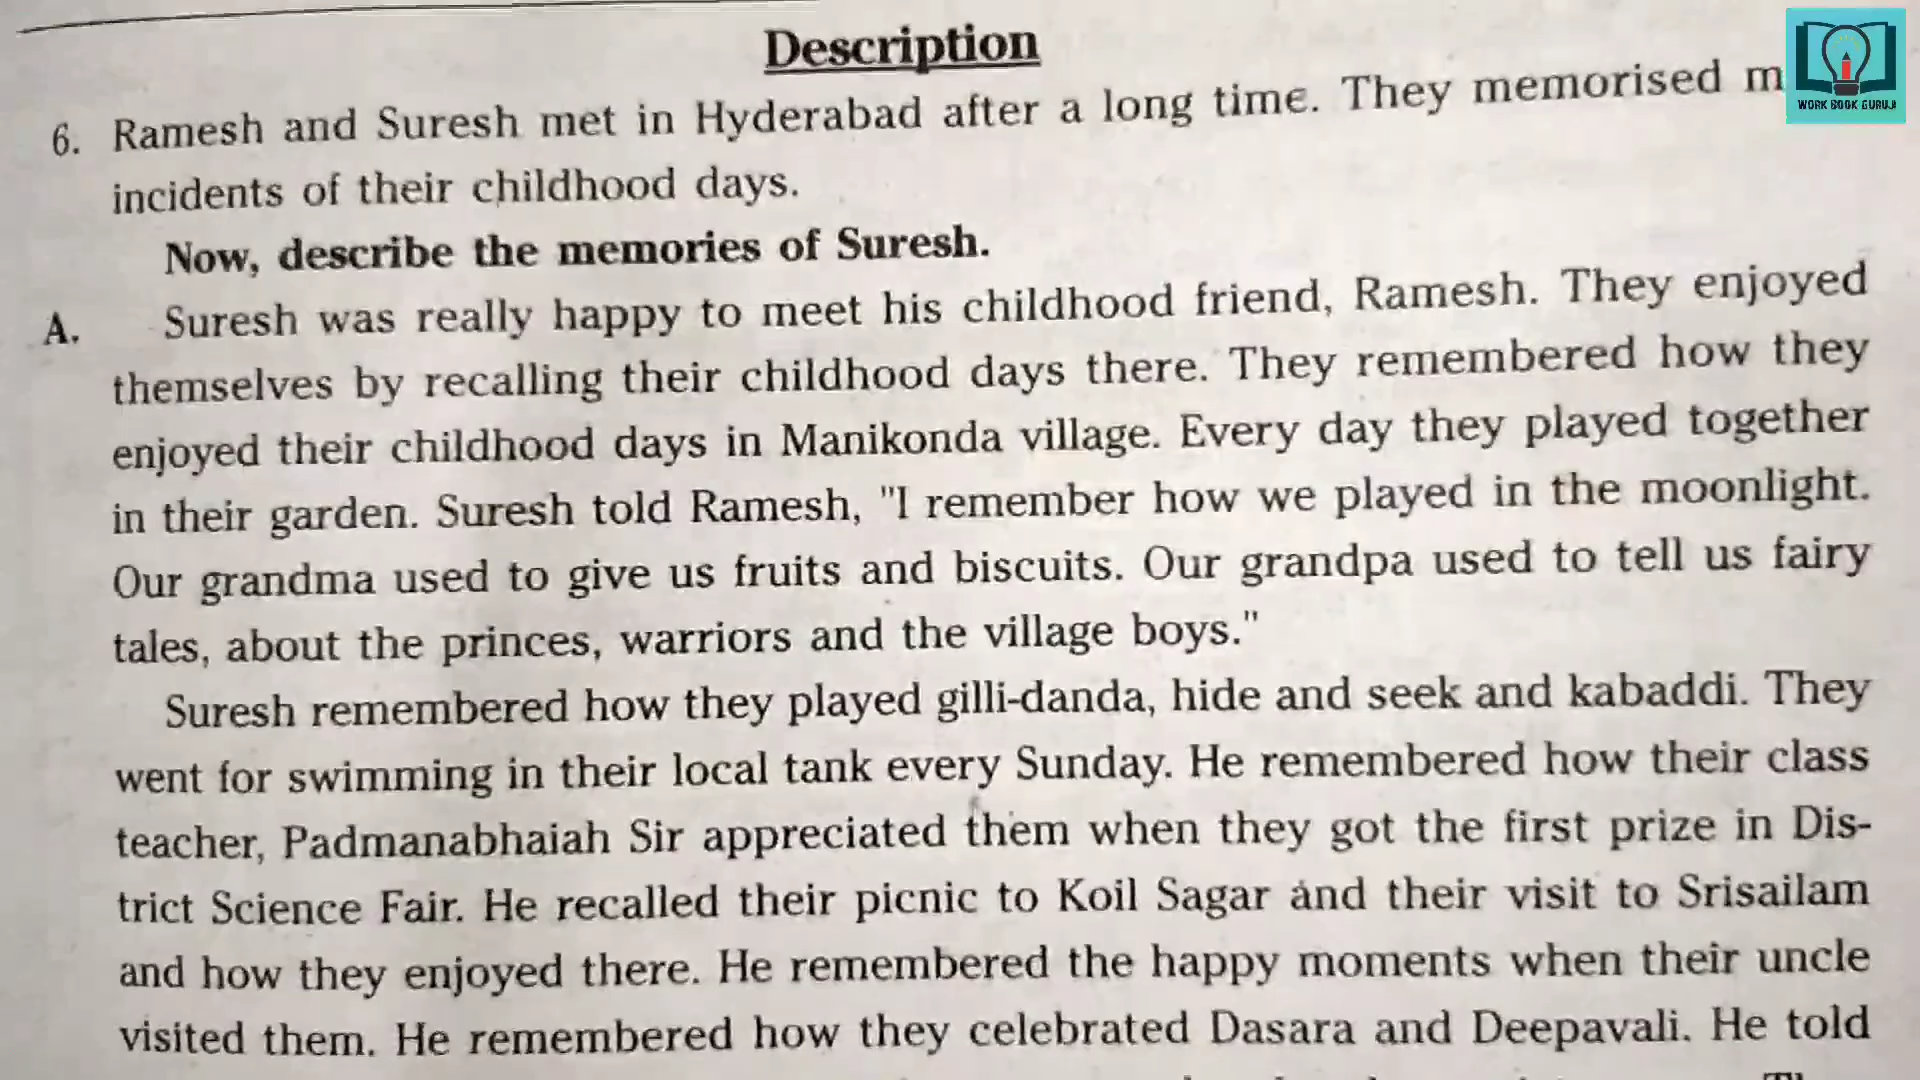 Description
6. Ramesh and Suresh met in Hyderabad after a long time. They memorised m
WORK BOOK GURUJI
incidents of their childhood days.
Now, describe the memories of Suresh.
A. Suresh was really happy to meet his childhood friend, Ramesh. They enjoyed
themselves by recalling their childhood days there. They remembered how they
enjoyed their childhood days in Manikonda village. Every day they played together
in their garden. Suresh told Ramesh, "I remember how we played in the moonlight.
Our grandma used to give us fruits and biscuits. Our grandpa used to tell us fairy
tales, about the princes, warriors and the village boys."
Suresh remembered how they played gilli-danda, hide and seek and kabaddi. They
went for swimming in their local tank every Sunday. He remembered how their class
teacher, Padmanabhaiah Sir appreciated them when they got the first prize in Dis-
trict Science Fair. He recalled their picnic to Koil Sagar and their visit to Srisailam
and how they enjoyed there. He remembered the happy moments when their uncle
visited them. He remembered how they celebrated Dasara and Deepavali. He told